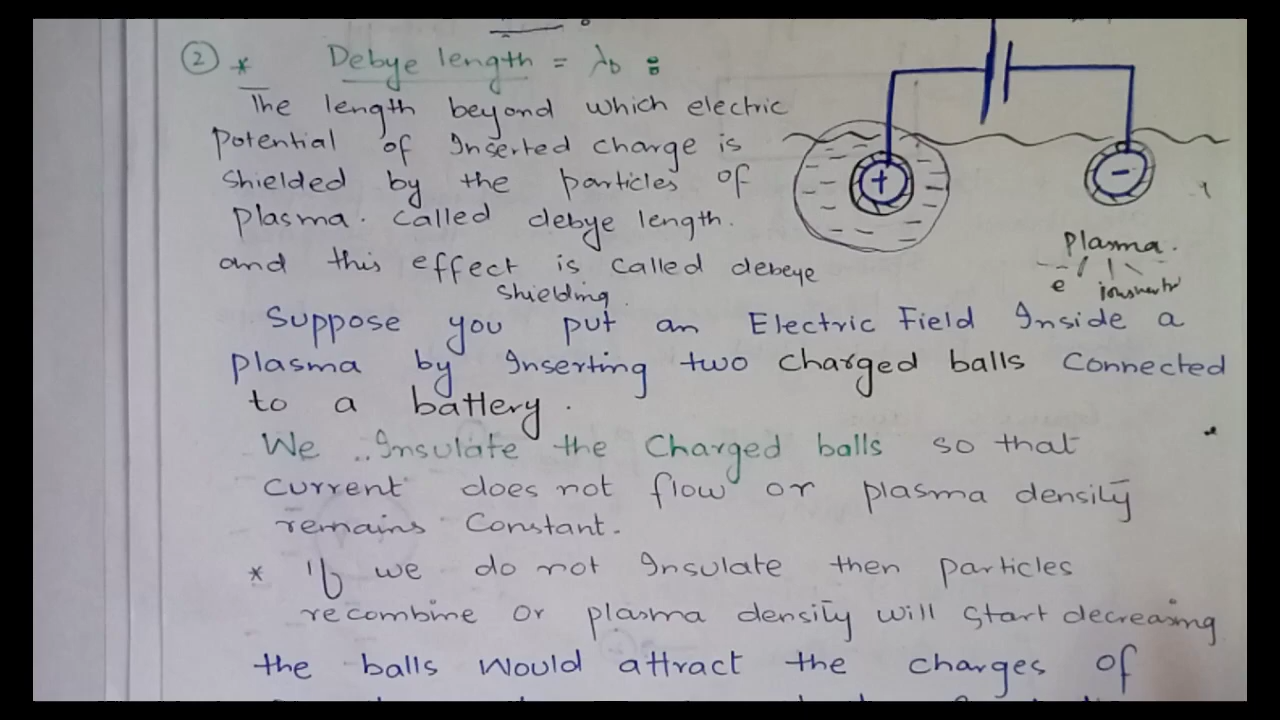 ② * Debye length = λD :
The length beyond which electric
potential of Inserted charge is
shielded by the particles of
plasma. called debye length.
and this effect is called debeye
shielding.
+
-
plasma.
e
Suppose you put an Electric Field Inside a
plasma by Inserting two charged balls connected
to a battery.
We Insulate the Charged balls so that
current does not flow or plasma density
remains Constant.
* If we do not Insulate then particles
recombine or plasma density will start decreasing
the balls would attract the charges of